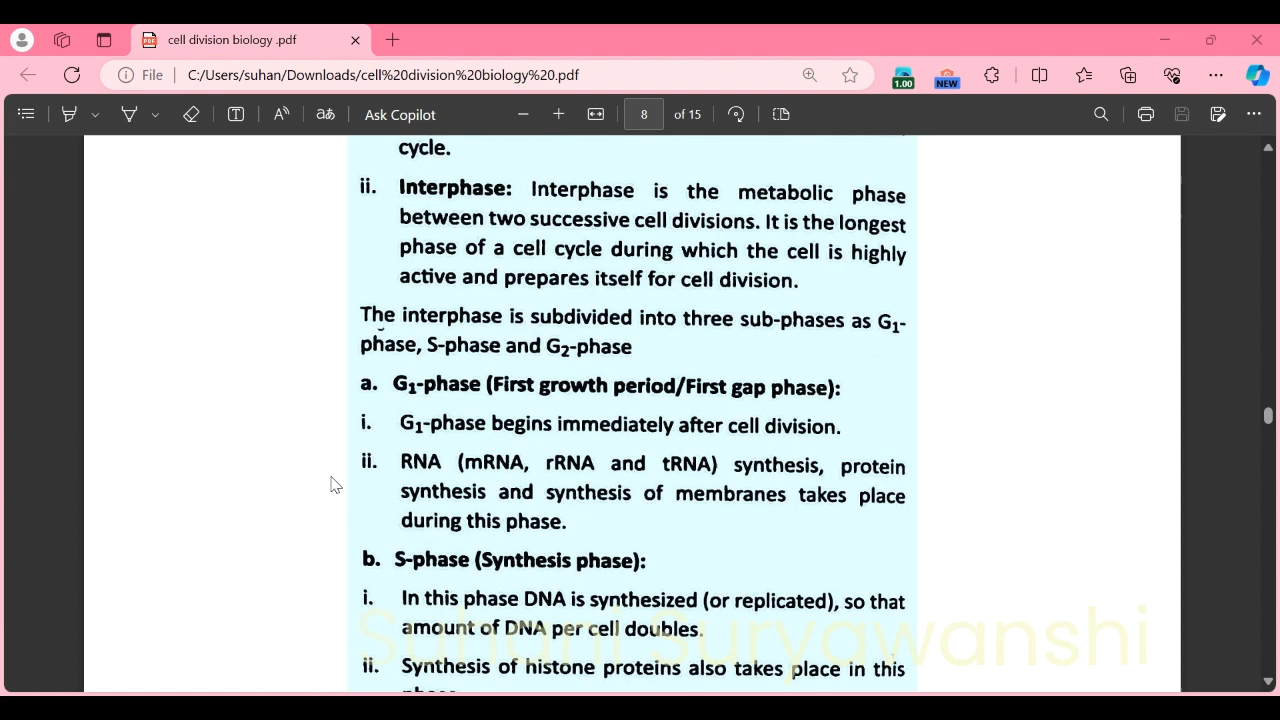 cell division biology .pdf
File
C:/Users/suhan/Downloads/cell%20division%20biology%20.pdf
1.00
NEW
Ask Copilot
8 of 15
cycle.
ii. Interphase: Interphase is the metabolic phase
between two successive cell divisions. It is the longest
phase of a cell cycle during which the cell is highly
active and prepares itself for cell division.
The interphase is subdivided into three sub-phases as G₁-
phase, S-phase and G₂-phase
a. G₁-phase (First growth period/First gap phase):
i. G₁-phase begins immediately after cell division.
ii. RNA (mRNA, rRNA and tRNA) synthesis, protein
synthesis and synthesis of membranes takes place
during this phase.
b. S-phase (Synthesis phase):
i. In this phase DNA is synthesized (or replicated), so that
amount of DNA per cell doubles.
Suhani Suryawanshi
ii. Synthesis of histone proteins also takes place in this